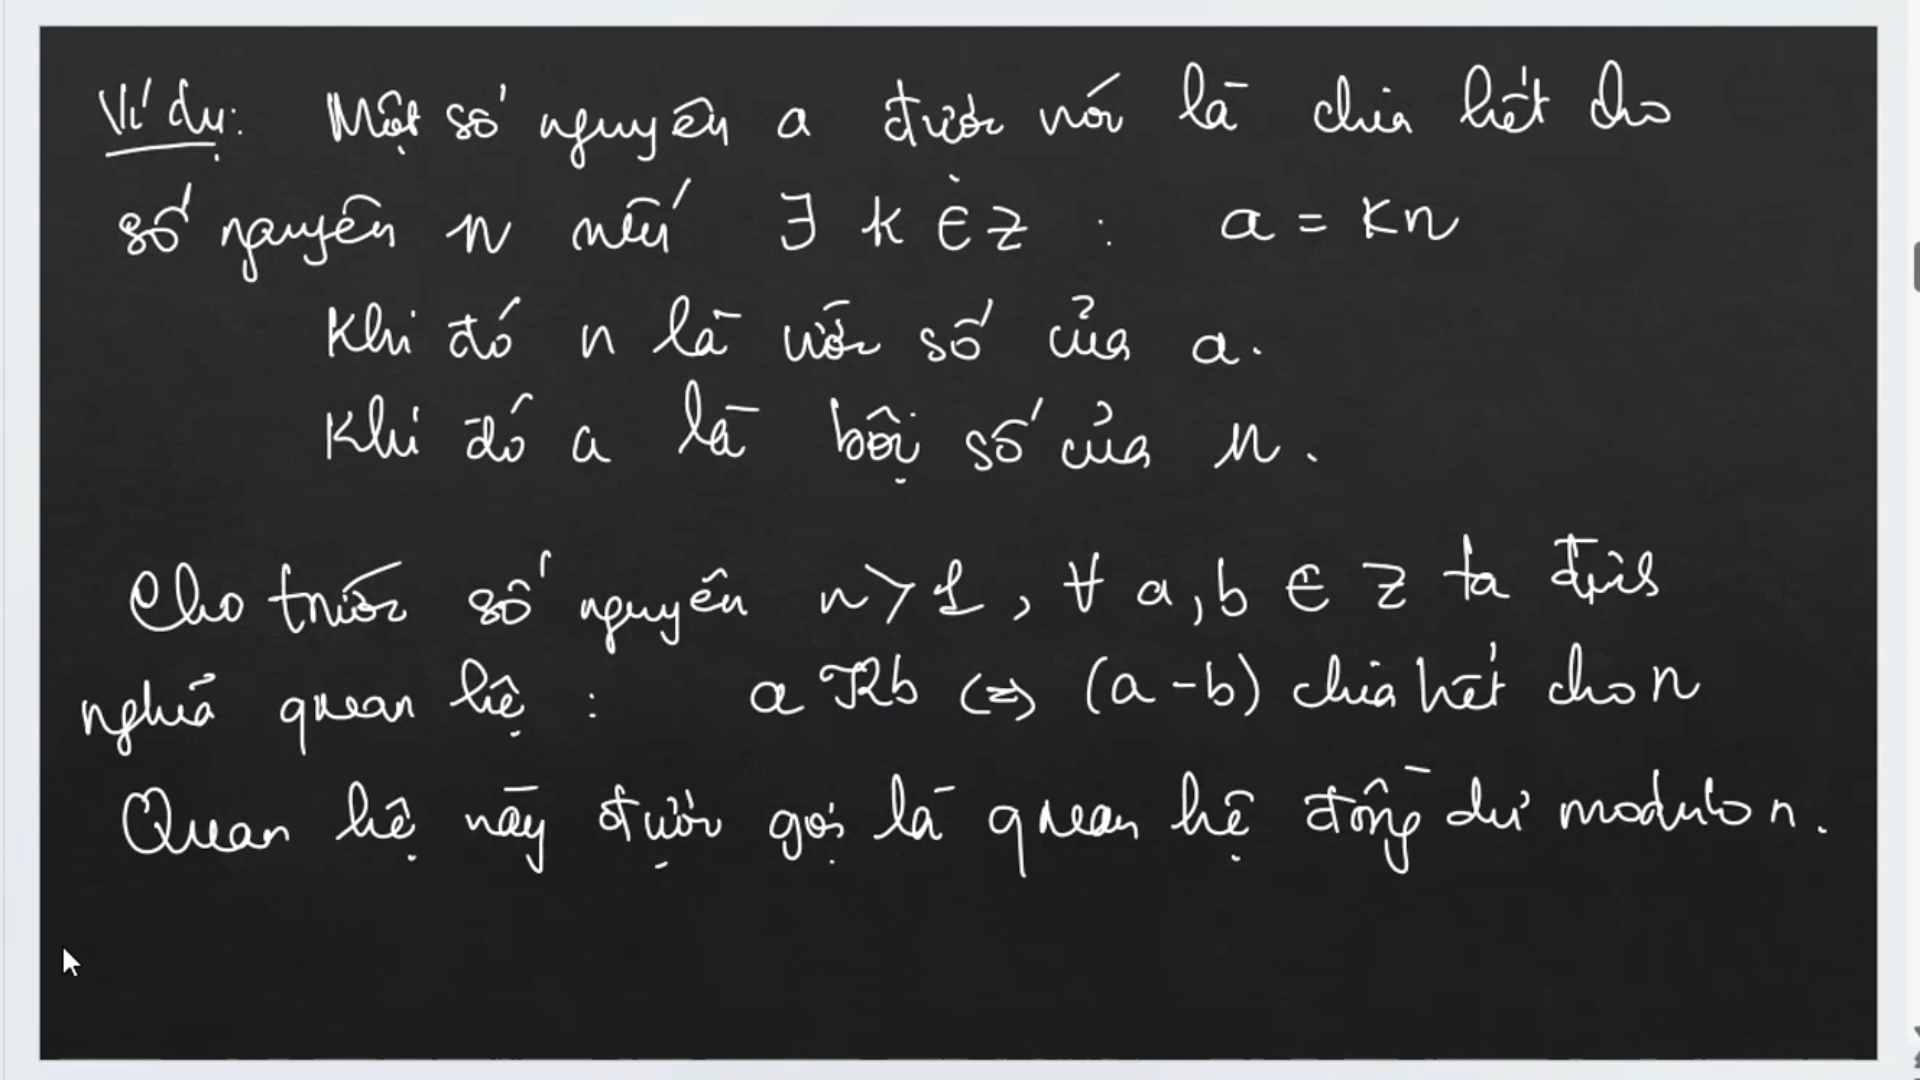 Ví dụ: Một số nguyên a được nói là chia hết cho
số nguyên n nếu ∃ k ∈ Z : a = kn
Khi đó n là ước số của a.
Khi đó a là bội số của n.
Cho trước số nguyên n > 1, ∀ a, b ∈ Z ta định
nghĩa quan hệ : a R b ⇔ (a - b) chia hết cho n
Quan hệ này được gọi là quan hệ đồng dư modulo n.